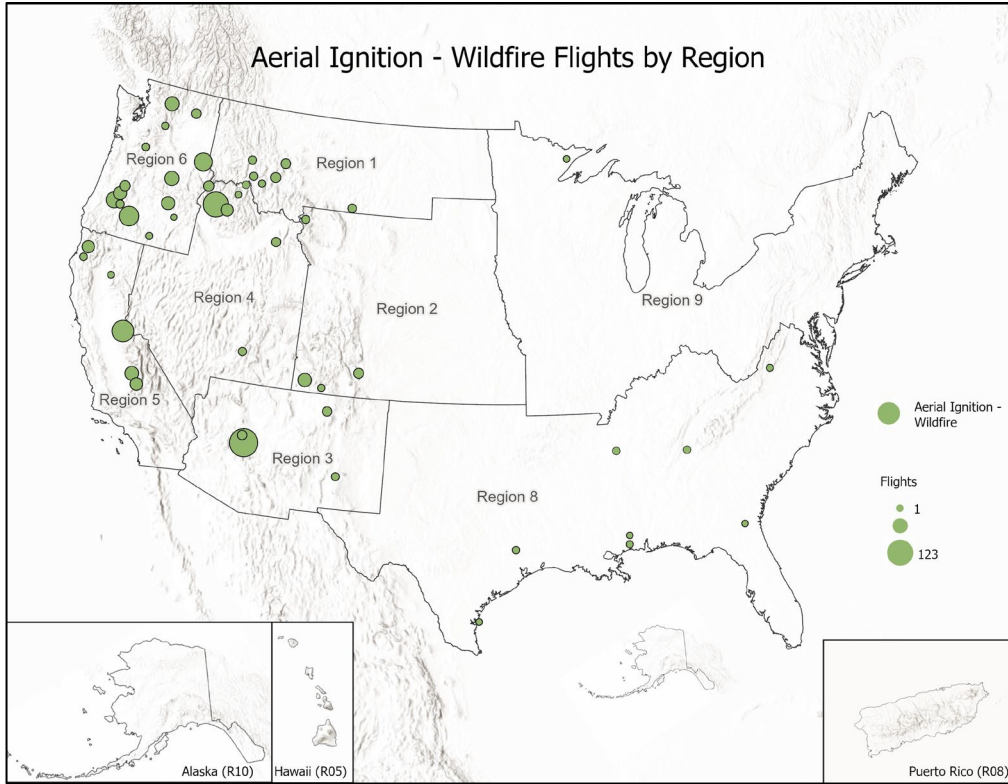 Aerial Ignition - Wildfire Flights by Region
Region 6
Region 1
Region 4
Region 2
Region 9
Region 5
Region 3
Region 8
Aerial Ignition -
Wildfire
Flights
1
123
Alaska (R10)
Hawaii (R05)
Puerto Rico (R08)